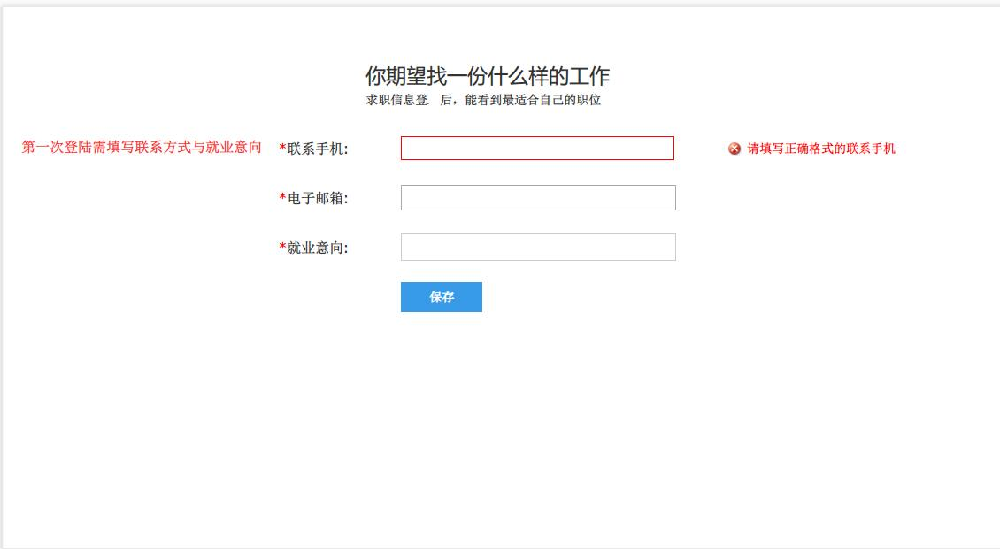 你期望找一份什么样的工作
求职信息登 后，能看到最适合自己的职位
第一次登陆需填写联系方式与就业意向 *联系手机: 请填写正确格式的联系手机
*电子邮箱:
*就业意向:
保存